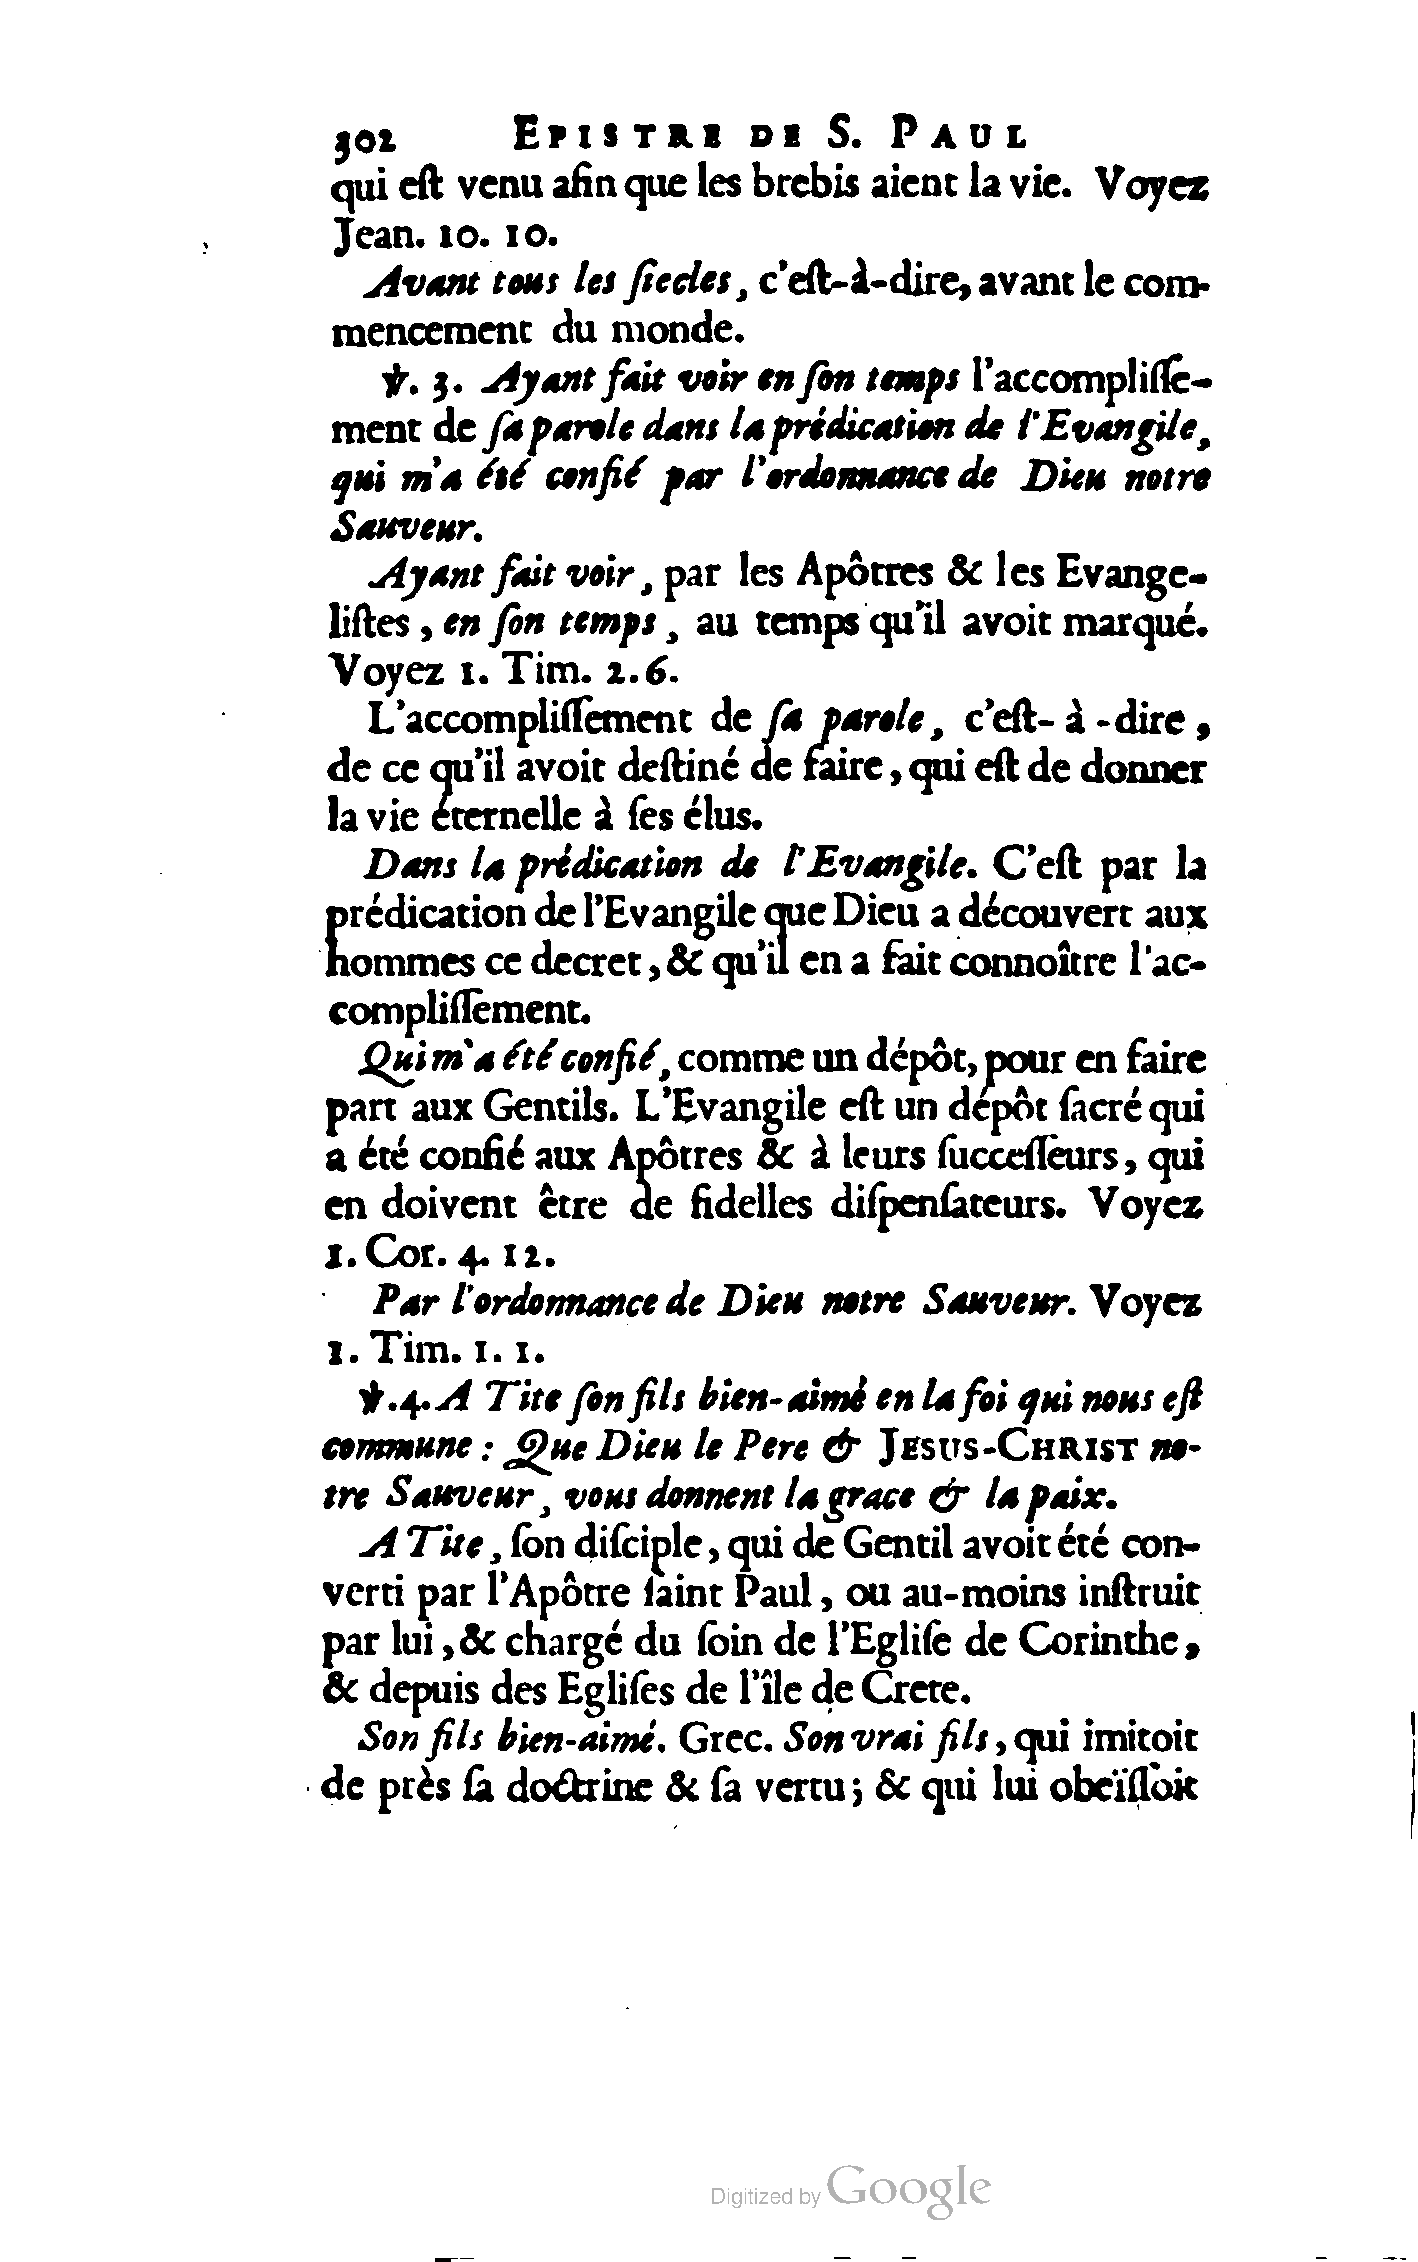 302 EPISTRE DE S. PAUL
qui eſt venu afin que les brebis aient la vie. Voyez
Jean. 10. 10.
Avant tous les ſiecles, c'eſt-à-dire, avant le com-
mencement du monde.
℣. 3. Ayant fait voir en ſon temps l'accompliſſe-
ment de ſa parole dans la prédication de l'Evangile,
qui m'a été confié par l'ordonnance de Dieu notre
Sauveur.
Ayant fait voir, par les Apôtres & les Evange-
liſtes, en ſon temps, au temps qu'il avoit marqué.
Voyez 1. Tim. 2. 6.
L'accompliſſement de ſa parole, c'eſt-à-dire,
de ce qu'il avoit deſtiné de faire, qui eſt de donner
la vie éternelle à ſes élus.
Dans la prédication de l'Evangile. C'eſt par la
prédication de l'Evangile que Dieu a découvert aux
hommes ce decret, & qu'il en a fait connoître l'ac-
compliſſement.
Qui m'a été confié, comme un dépôt, pour en faire
part aux Gentils. L'Evangile eſt un dépôt ſacré qui
a été confié aux Apôtres & à leurs ſucceſſeurs, qui
en doivent être de fidelles diſpenſateurs. Voyez
1. Cor. 4. 12.
Par l'ordonnance de Dieu notre Sauveur. Voyez
1. Tim. 1. 1.
℣. 4. A Tite ſon fils bien-aimé en la foi qui nous eſt
commune : Que Dieu le Pere & JESUS-CHRIST no-
tre Sauveur, vous donnent la grace & la paix.
A Tite, ſon diſciple, qui de Gentil avoit été con-
verti par l'Apôtre ſaint Paul, ou au-moins inſtruit
par lui, & chargé du ſoin de l'Egliſe de Corinthe,
& depuis des Egliſes de l'île de Crete.
Son fils bien-aimé. Grec. Son vrai fils, qui imitoit
de près ſa doctrine & ſa vertu; & qui lui obeïſſoit
Digitized by Google